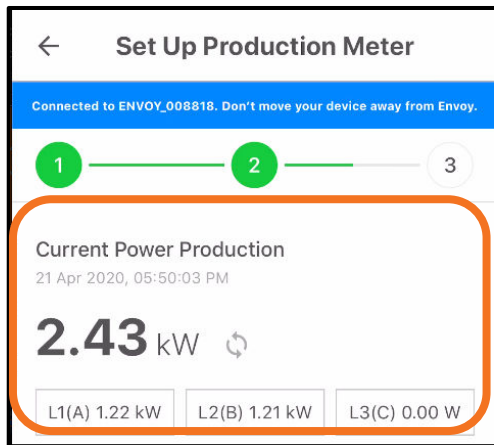 Set Up Production Meter
Connected to ENVOY_008818. Don't move your device away from Envoy.
1 2 3
Current Power Production
21 Apr 2020, 05:50:03 PM
2.43 kW
L1(A) 1.22 kW L2(B) 1.21 kW L3(C) 0.00 W